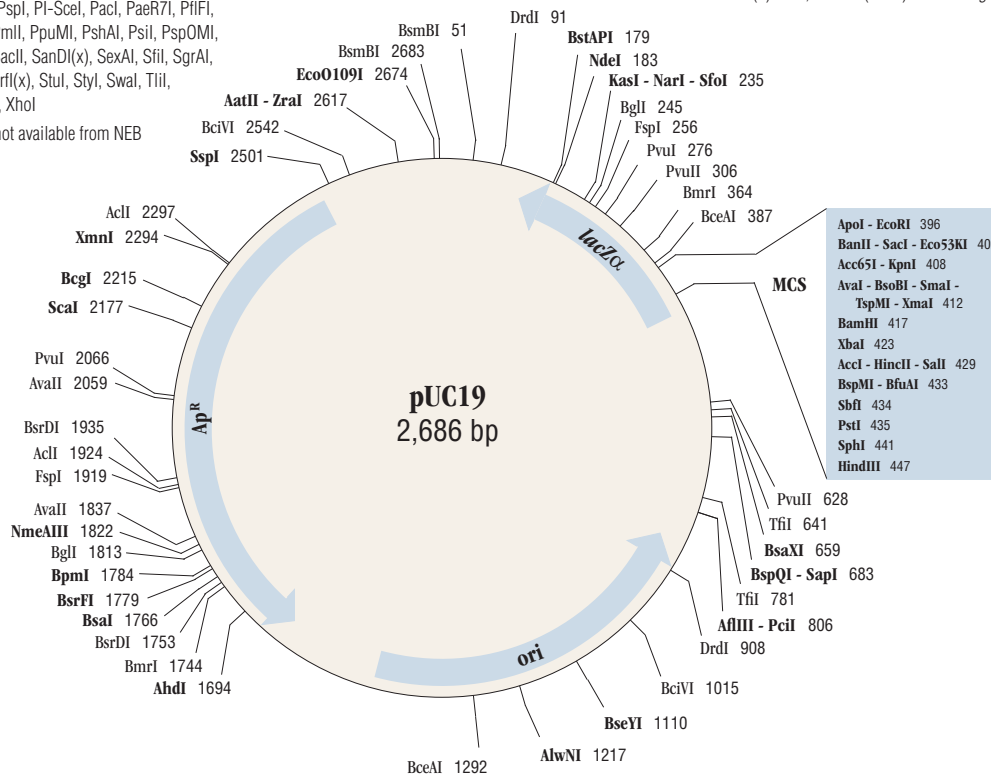 PspI, PI-SceI, PacI, PaeR7I, PflFI,
mlI, PpuMI, PshAI, PsiI, PspOMI,
acII, SanDI(x), SexAI, SfiI, SgrAI,
rfI(x), StuI, StyI, SwaI, TliI,
, XhoI
not available from NEB
BsmBI 51
DrdI 91
BstAPI 179
NdeI 183
KasI - NarI - SfoI 235
BglI 245
FspI 256
PvuI 276
PvuII 306
BmrI 364
BceAI 387
MCS
ApoI - EcoRI 396
BanII - SacI - Eco53KI 40
Acc65I - KpnI 408
AvaI - BsoBI - SmaI -
TspMI - XmaI 412
BamHI 417
XbaI 423
AccI - HincII - SalI 429
BspMI - BfuAI 433
SbfI 434
PstI 435
SphI 441
HindIII 447
PvuII 628
TfiI 641
BsaXI 659
BspQI - SapI 683
TfiI 781
AflIII - PciI 806
DrdI 908
BciVI 1015
BseYI 1110
AlwNI 1217
BceAI 1292
AhdI 1694
BmrI 1744
BsrDI 1753
BsaI 1766
BsrFI 1779
BpmI 1784
BglI 1813
NmeAIII 1822
AvaII 1837
FspI 1919
AclI 1924
BsrDI 1935
AvaII 2059
PvuI 2066
ScaI 2177
BcgI 2215
XmnI 2294
AclI 2297
SspI 2501
BciVI 2542
AatII - ZraI 2617
EcoO109I 2674
BsmBI 2683
lacZα
ApR
ori
pUC19
2,686 bp